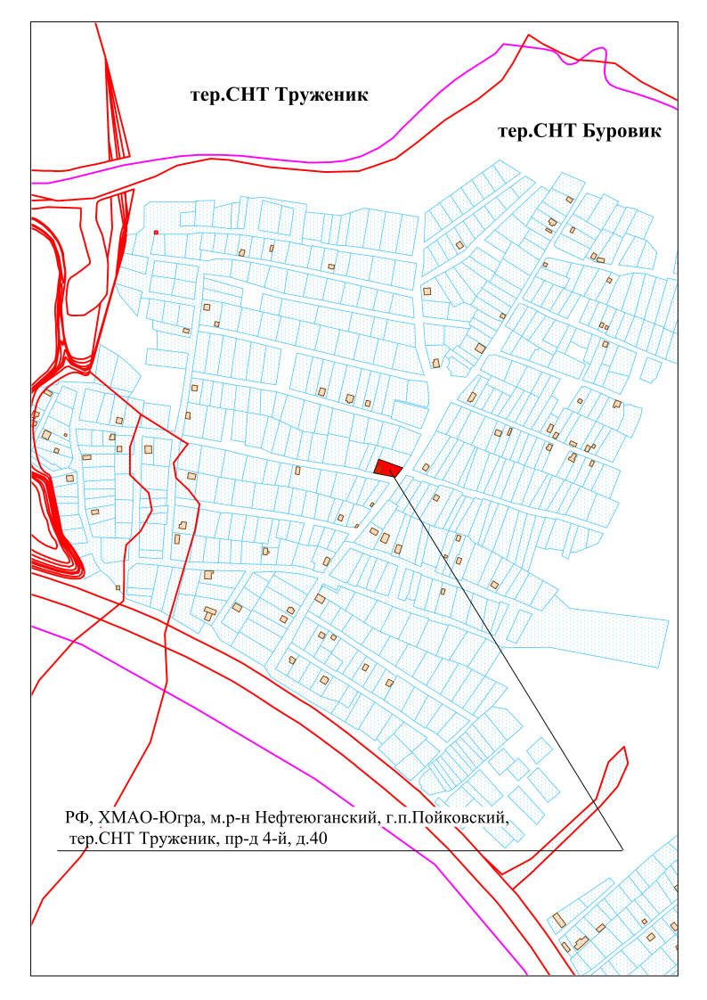 тер.СНТ Труженик
тер.СНТ Буровик
РФ, ХМАО-Югра, м.р-н Нефтеюганский, г.п.Пойковский,
тер.СНТ Труженик, пр-д 4-й, д.40